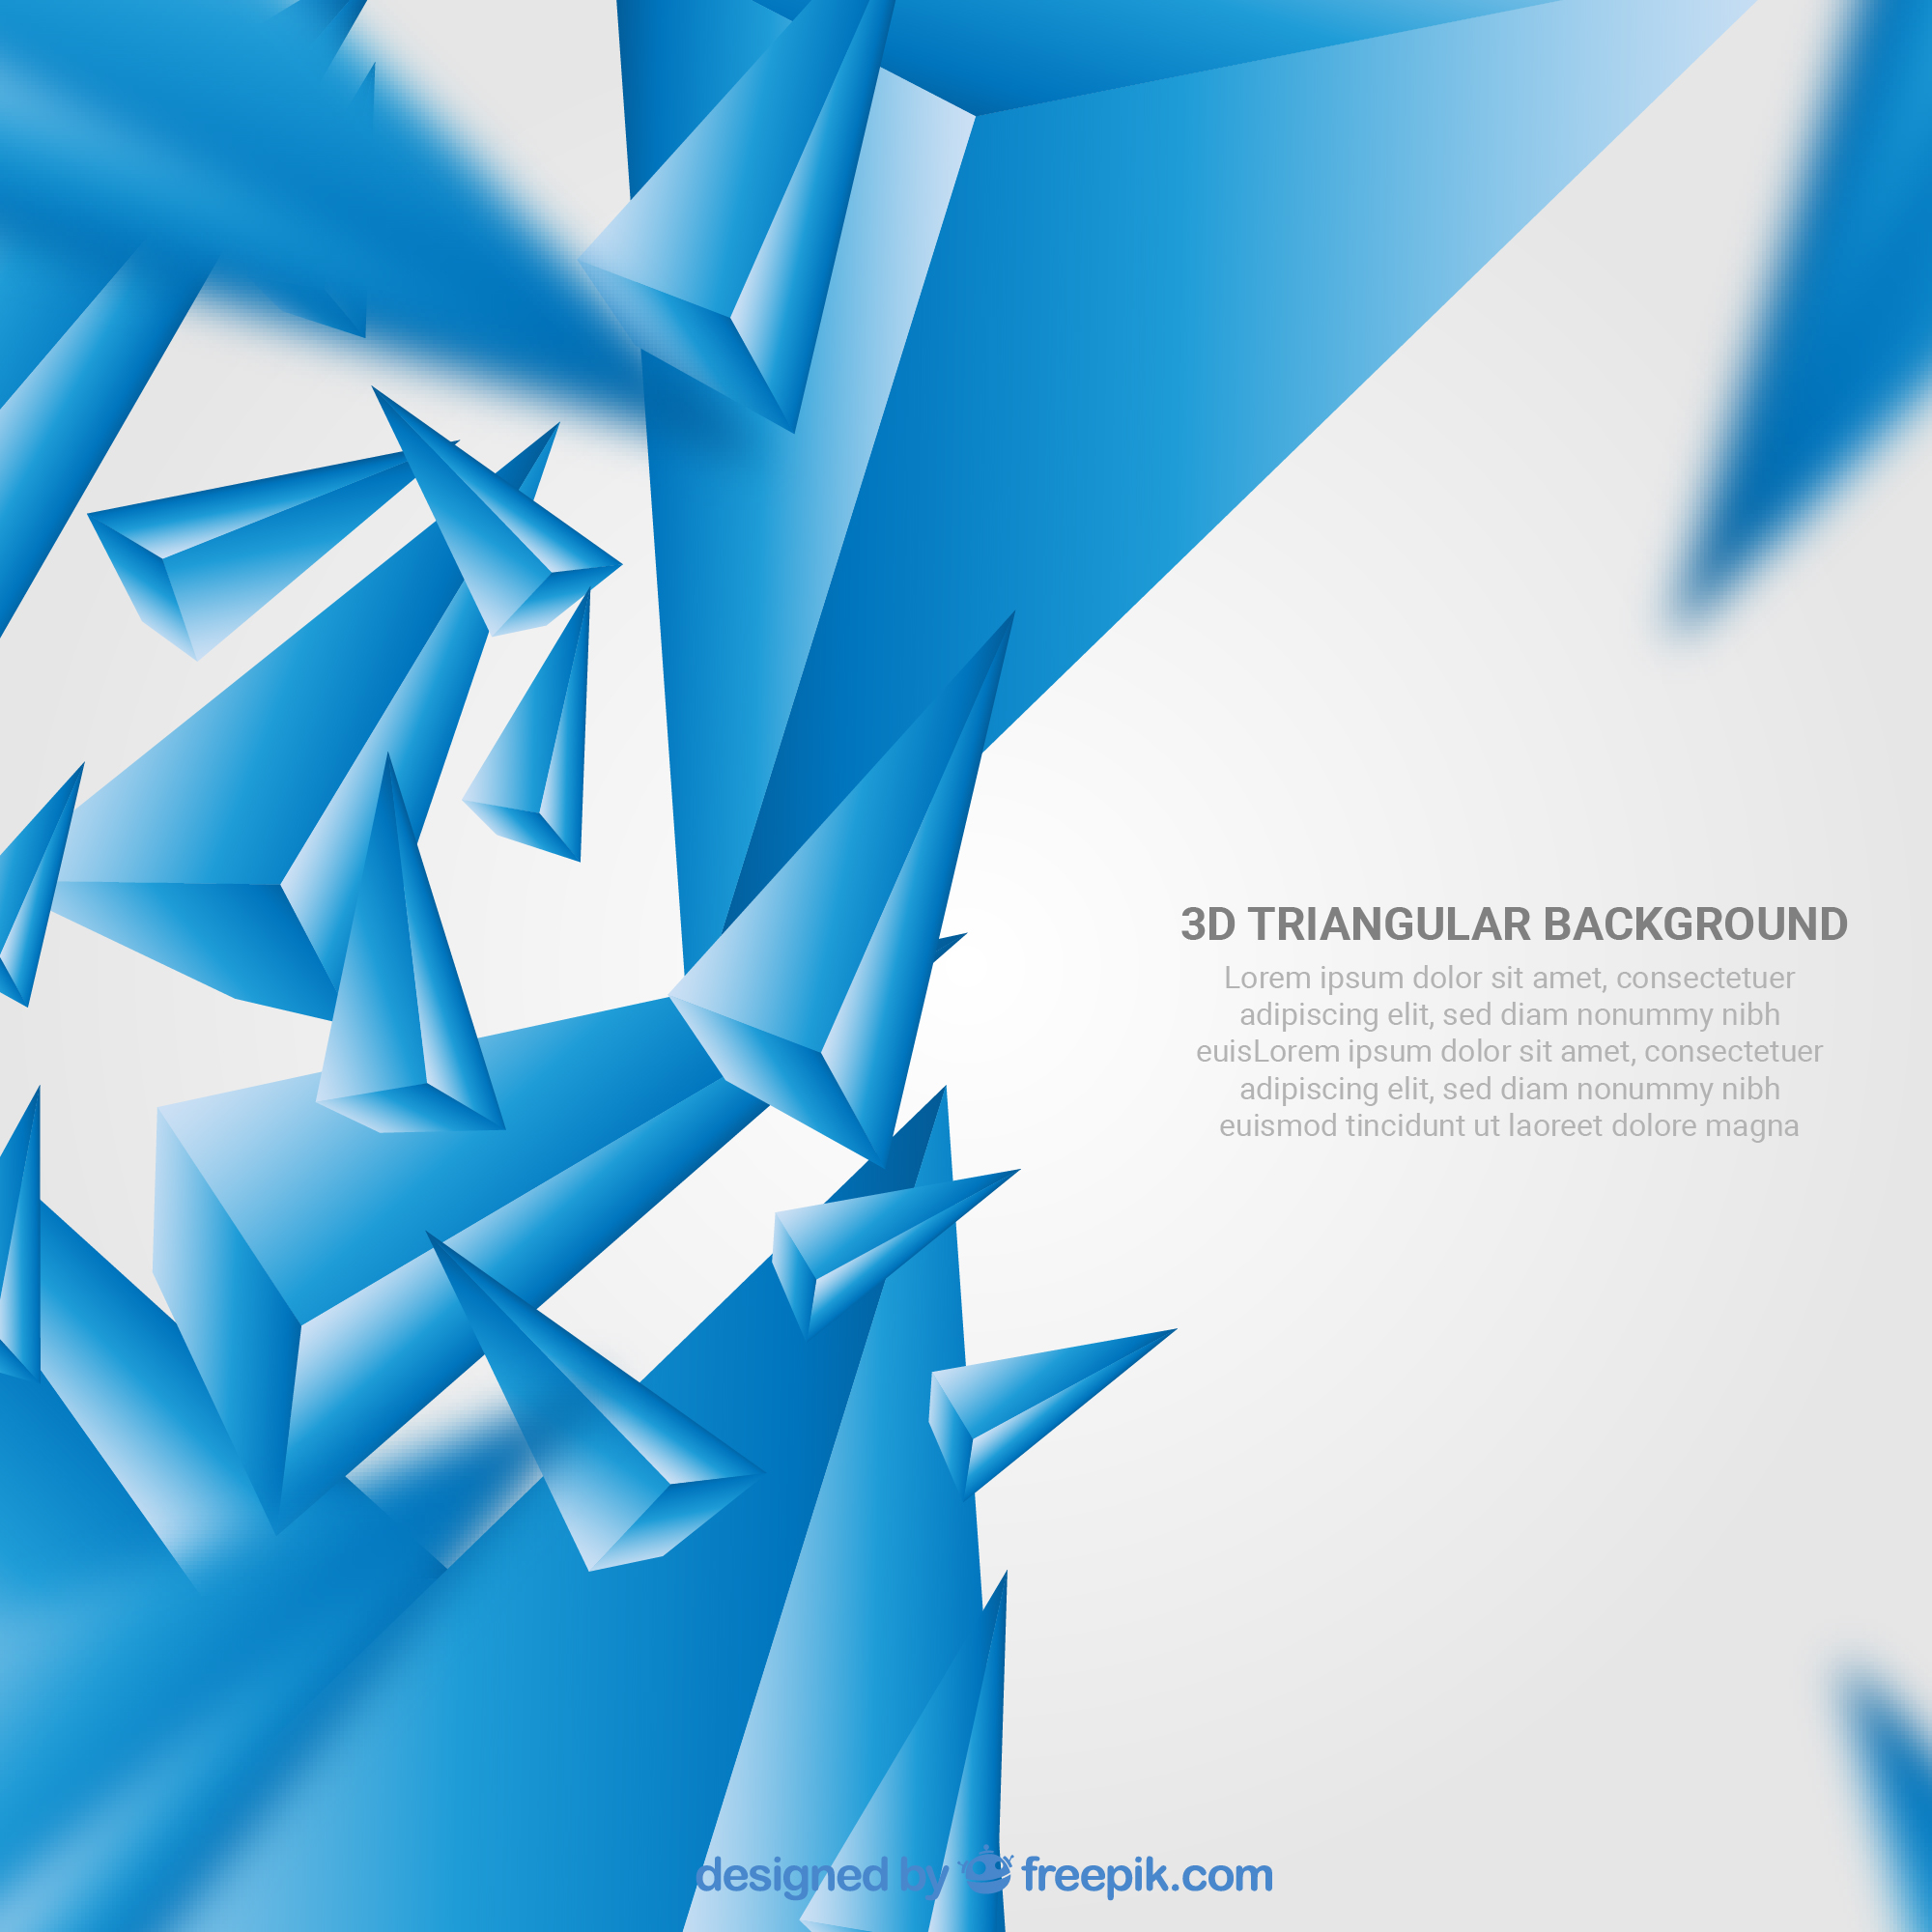 3D TRIANGULAR BACKGROUND
Lorem ipsum dolor sit amet, consectetuer
adipiscing elit, sed diam nonummy nibh
euisLorem ipsum dolor sit amet, consectetuer
adipiscing elit, sed diam nonummy nibh
euismod tincidunt ut laoreet dolore magna
designed by freepik.com